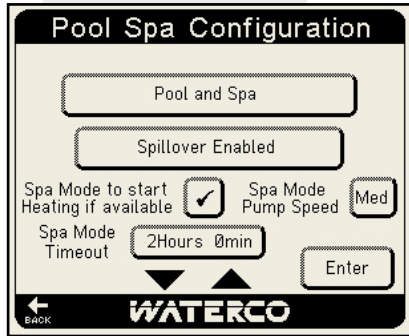 Pool Spa Configuration
Pool and Spa
Spillover Enabled
Spa Mode to start
Heating if available
Spa Mode
Pump Speed
Med
Spa Mode
Timeout
2Hours 0min
Enter
BACK
WATERCO